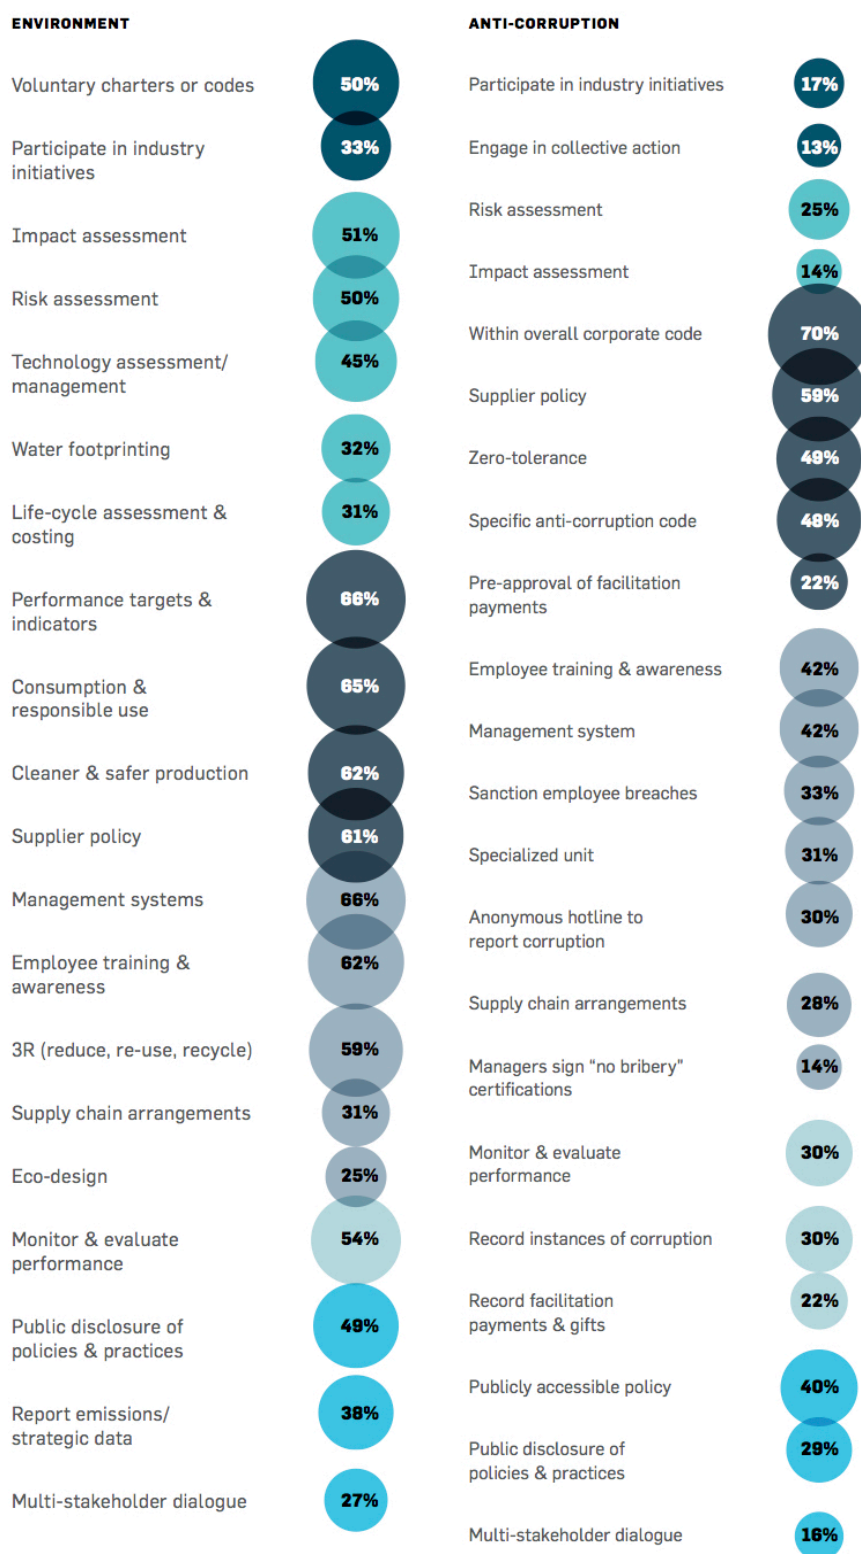 ENVIRONMENT
Voluntary charters or codes
50%
Participate in industry
initiatives
33%
Impact assessment
51%
Risk assessment
50%
Technology assessment/
management
45%
Water footprinting
32%
Life-cycle assessment &
costing
31%
Performance targets &
indicators
66%
Consumption &
responsible use
65%
Cleaner & safer production
62%
Supplier policy
61%
Management systems
66%
Employee training &
awareness
62%
3R (reduce, re-use, recycle)
59%
Supply chain arrangements
31%
Eco-design
25%
Monitor & evaluate
performance
54%
Public disclosure of
policies & practices
49%
Report emissions/
strategic data
38%
Multi-stakeholder dialogue
27%
ANTI-CORRUPTION
Participate in industry initiatives
17%
Engage in collective action
13%
Risk assessment
25%
Impact assessment
14%
Within overall corporate code
70%
Supplier policy
59%
Zero-tolerance
49%
Specific anti-corruption code
48%
Pre-approval of facilitation
payments
22%
Employee training & awareness
42%
Management system
42%
Sanction employee breaches
33%
Specialized unit
31%
Anonymous hotline to
report corruption
30%
Supply chain arrangements
28%
Managers sign “no bribery”
certifications
14%
Monitor & evaluate
performance
30%
Record instances of corruption
30%
Record facilitation
payments & gifts
22%
Publicly accessible policy
40%
Public disclosure of
policies & practices
29%
Multi-stakeholder dialogue
16%